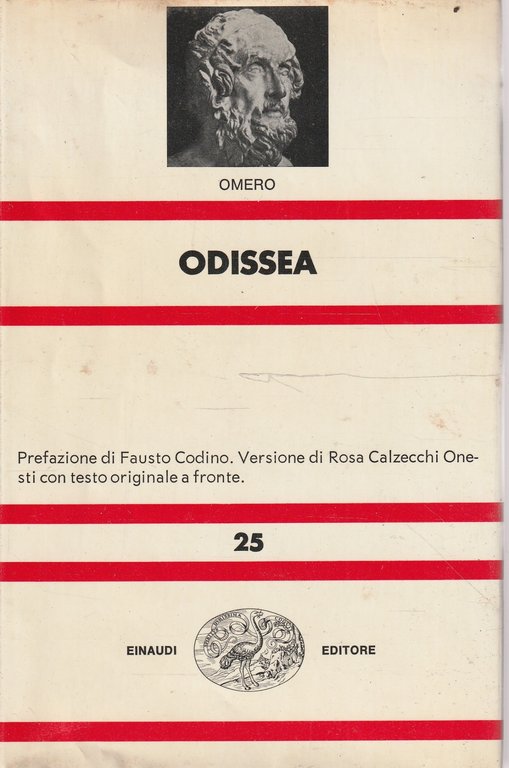 OMERO
ODISSEA
Prefazione di Fausto Codino. Versione di Rosa Calzecchi One-
sti con testo originale a fronte.
25
EINAUDI
EDITORE